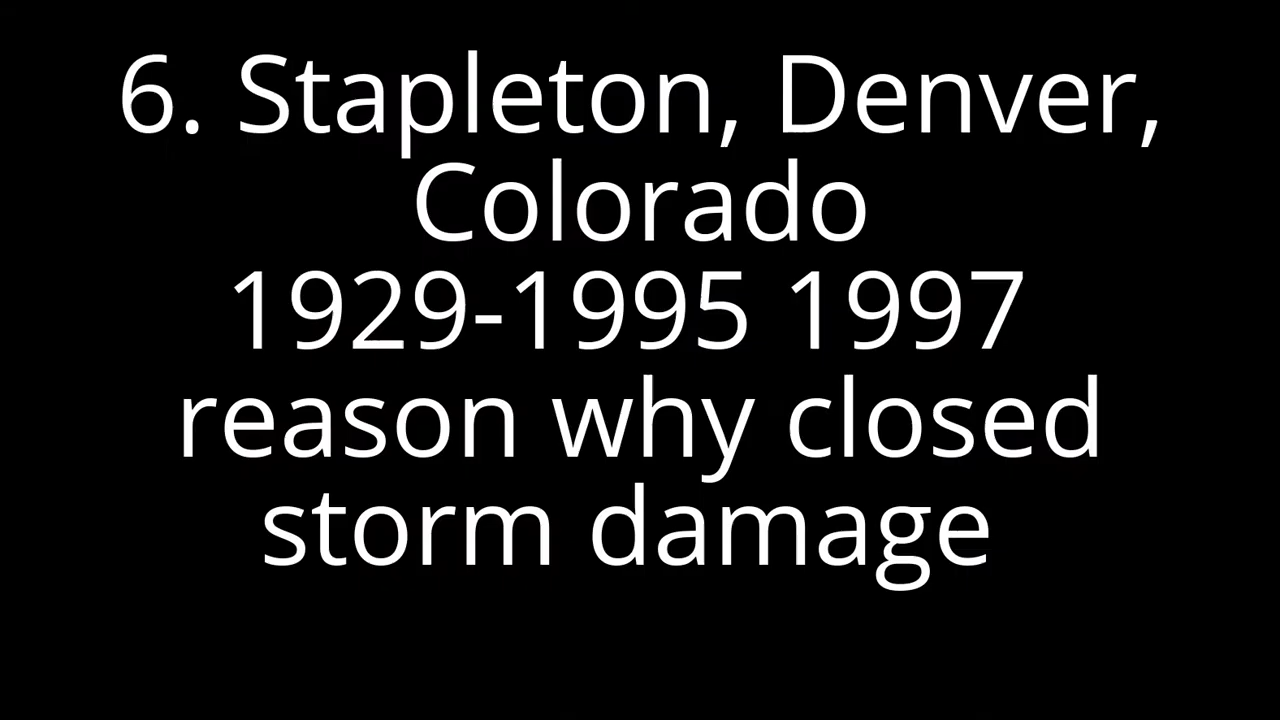 6. Stapleton, Denver,
Colorado
1929-1995 1997
reason why closed
storm damage